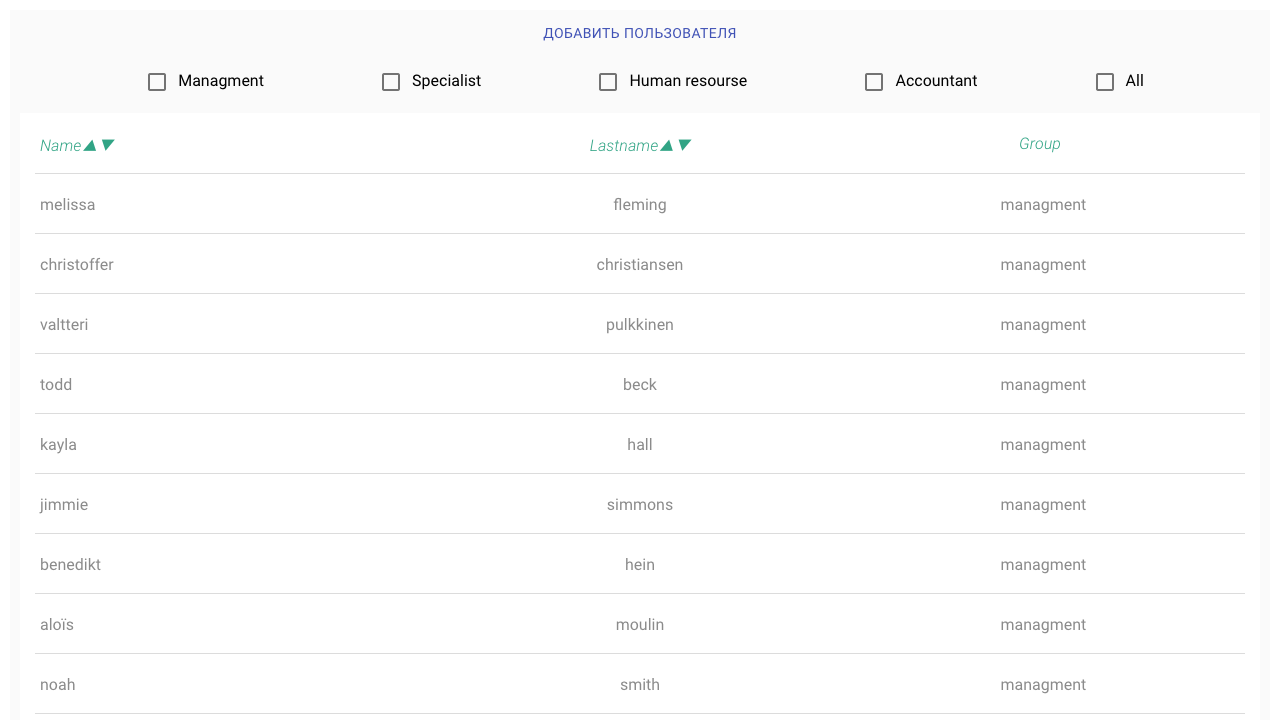 ДОБАВИТЬ ПОЛЬЗОВАТЕЛЯ
Managment Specialist Human resourse Accountant All
Name▲▼ Lastname▲▼ Group
melissa fleming managment
christoffer christiansen managment
valtteri pulkkinen managment
todd beck managment
kayla hall managment
jimmie simmons managment
benedikt hein managment
aloïs moulin managment
noah smith managment